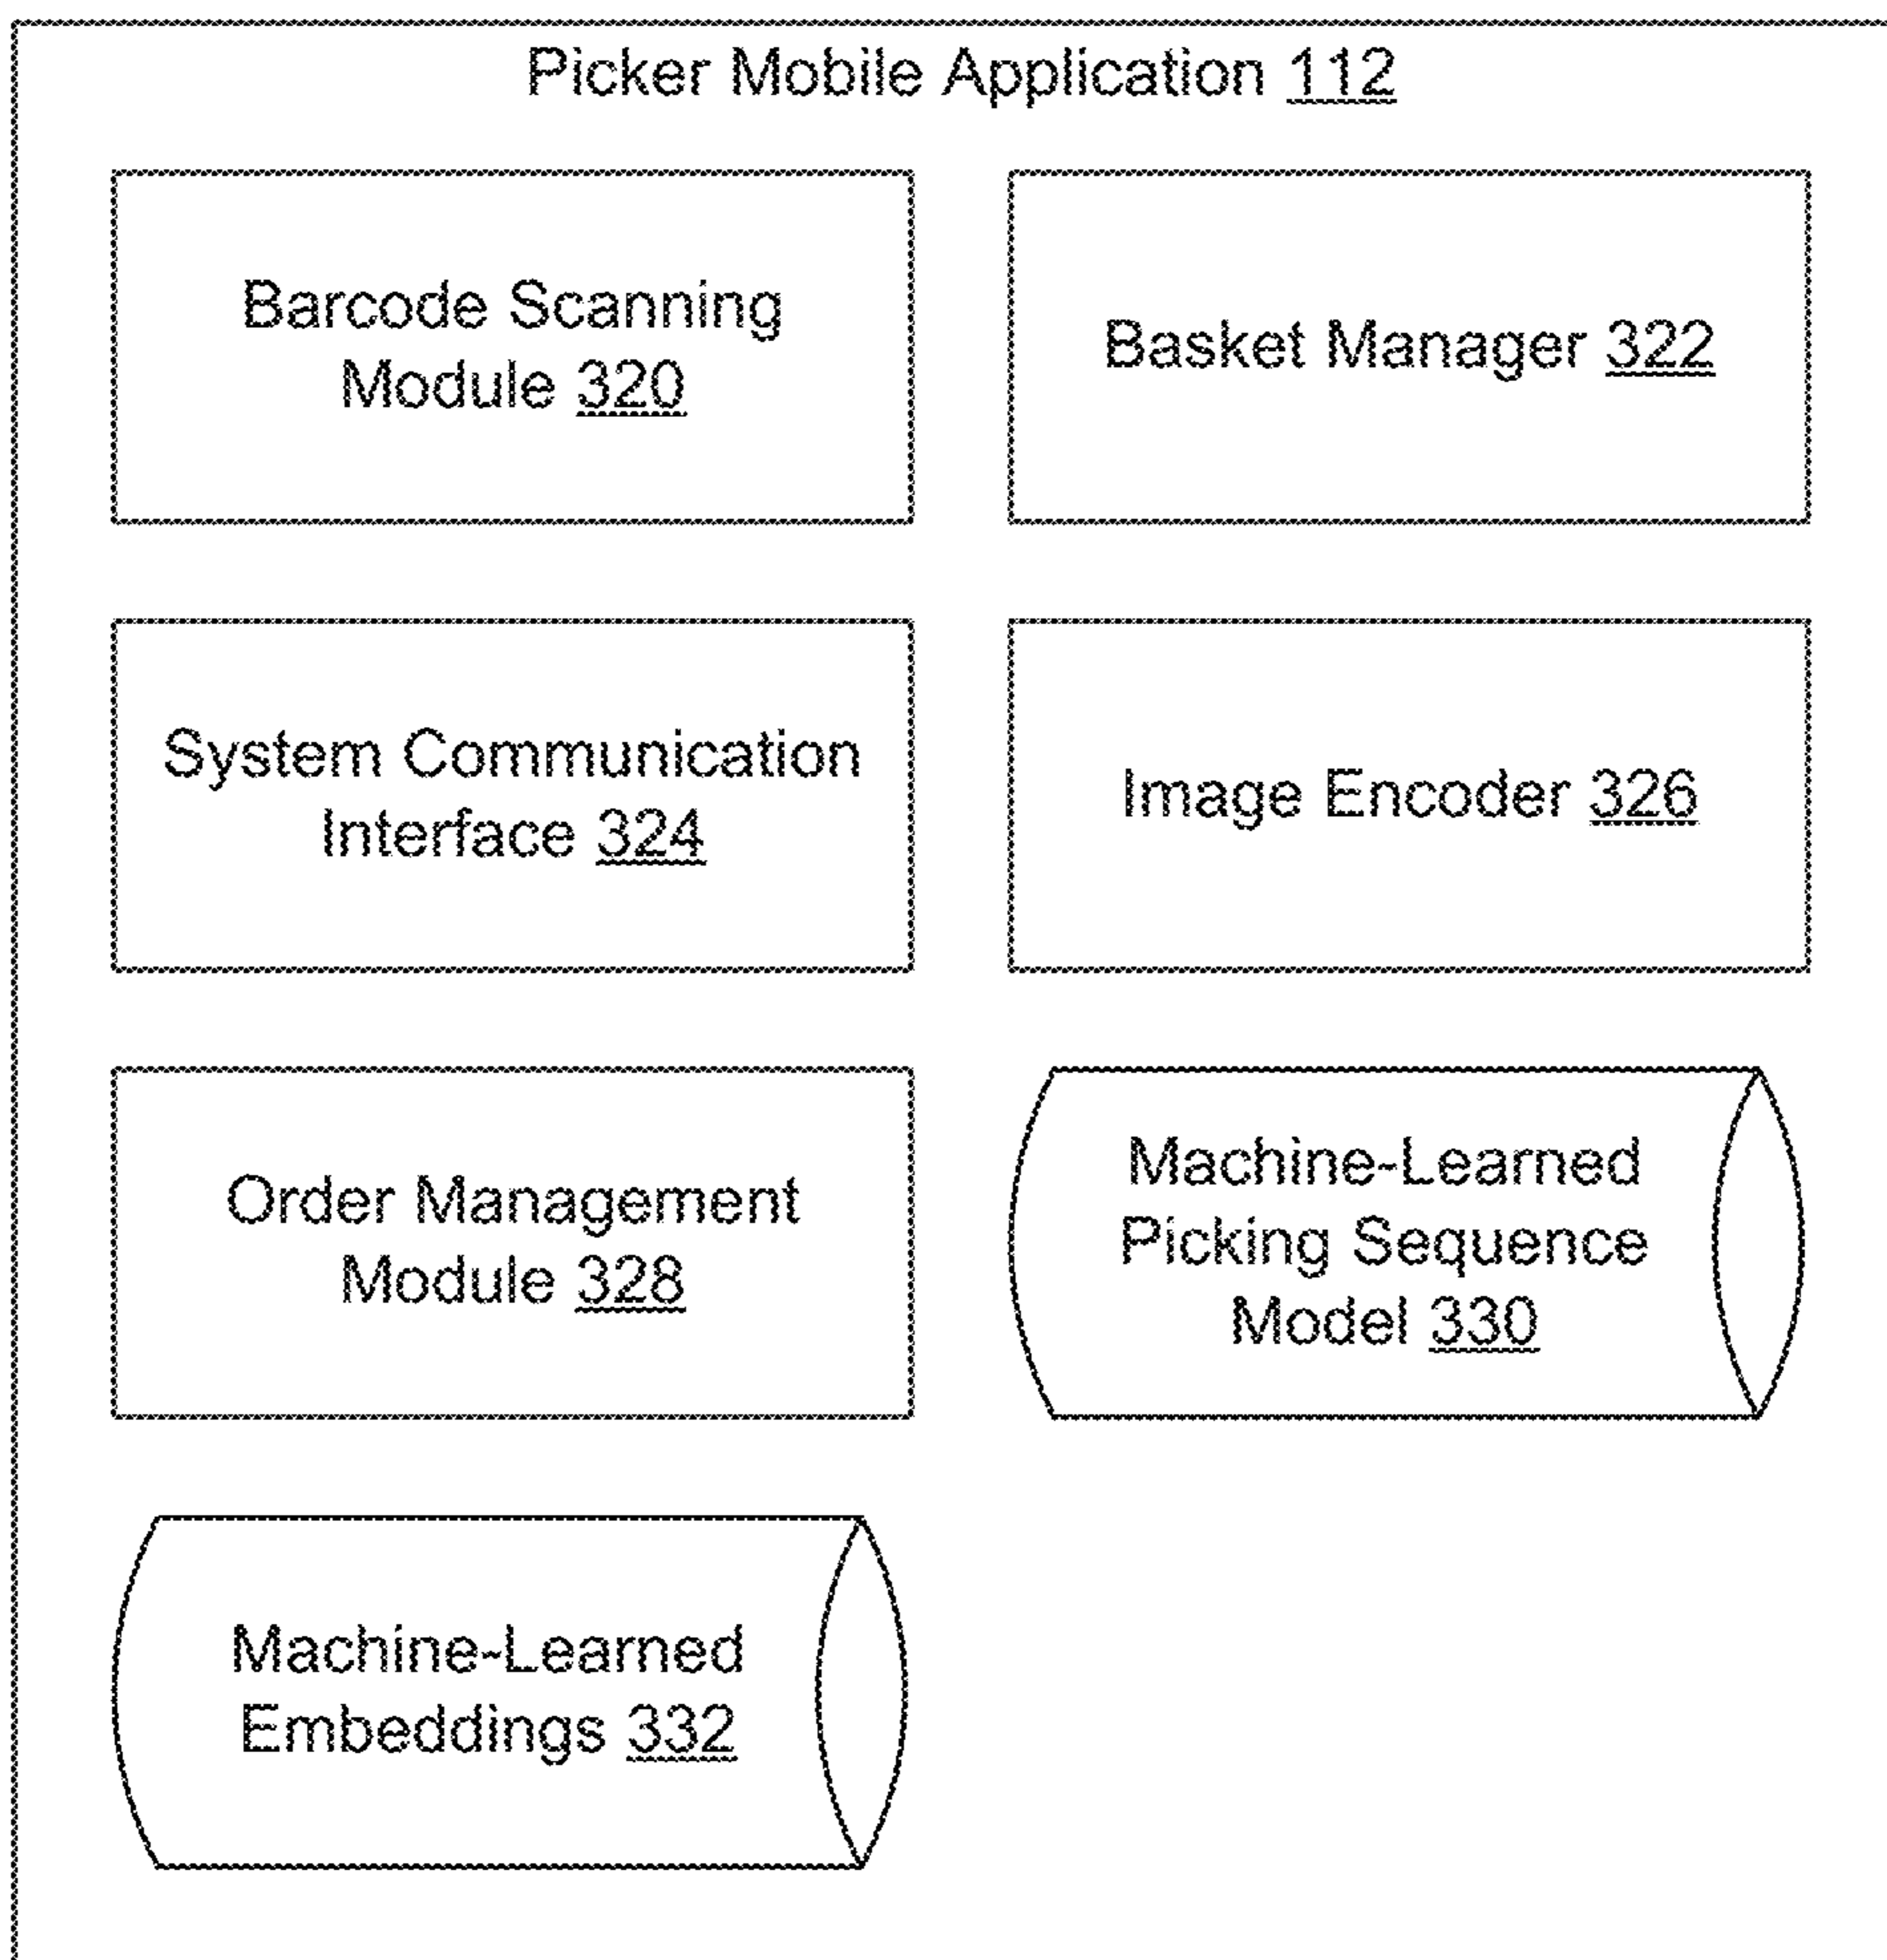 Picker Mobile Application 112
Barcode Scanning
Module 320
Basket Manager 322
System Communication
Interface 324
Image Encoder 326
Order Management
Module 328
Machine-Learned
Picking Sequence
Model 330
Machine-Learned
Embeddings 332